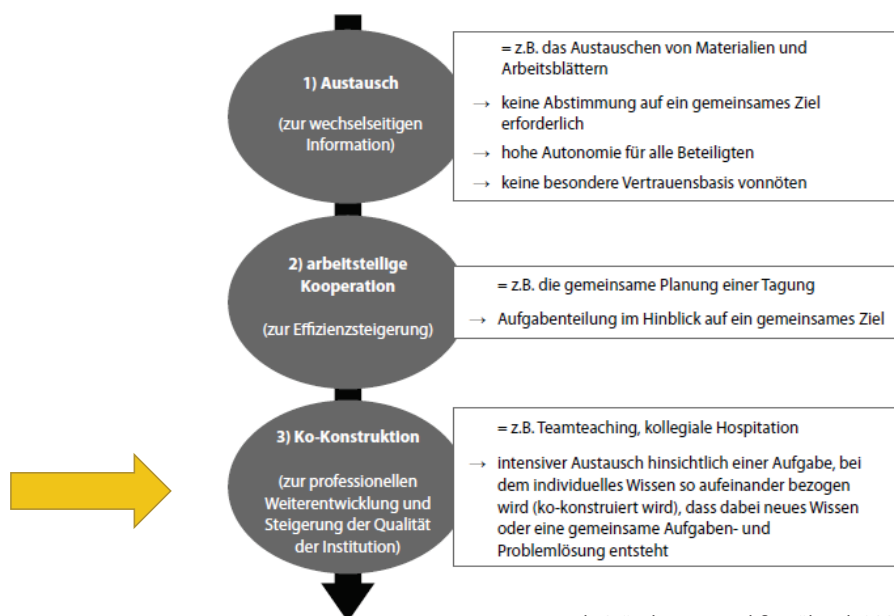 1) Austausch
(zur wechselseitigen
Information)
= z.B. das Austauschen von Materialien und
Arbeitsblättern
→ keine Abstimmung auf ein gemeinsames Ziel
erforderlich
→ hohe Autonomie für alle Beteiligten
→ keine besondere Vertrauensbasis vonnöten
2) arbeitsteilige
Kooperation
(zur Effizienzsteigerung)
= z.B. die gemeinsame Planung einer Tagung
→ Aufgabenteilung im Hinblick auf ein gemeinsames Ziel
3) Ko-Konstruktion
(zur professionellen
Weiterentwicklung und
Steigerung der Qualität
der Institution)
= z.B. Teamteaching, kollegiale Hospitation
→ intensiver Austausch hinsichtlich einer Aufgabe, bei
dem individuelles Wissen so aufeinander bezogen
wird (ko-konstruiert wird), dass dabei neues Wissen
oder eine gemeinsame Aufgaben- und
Problemlösung entsteht